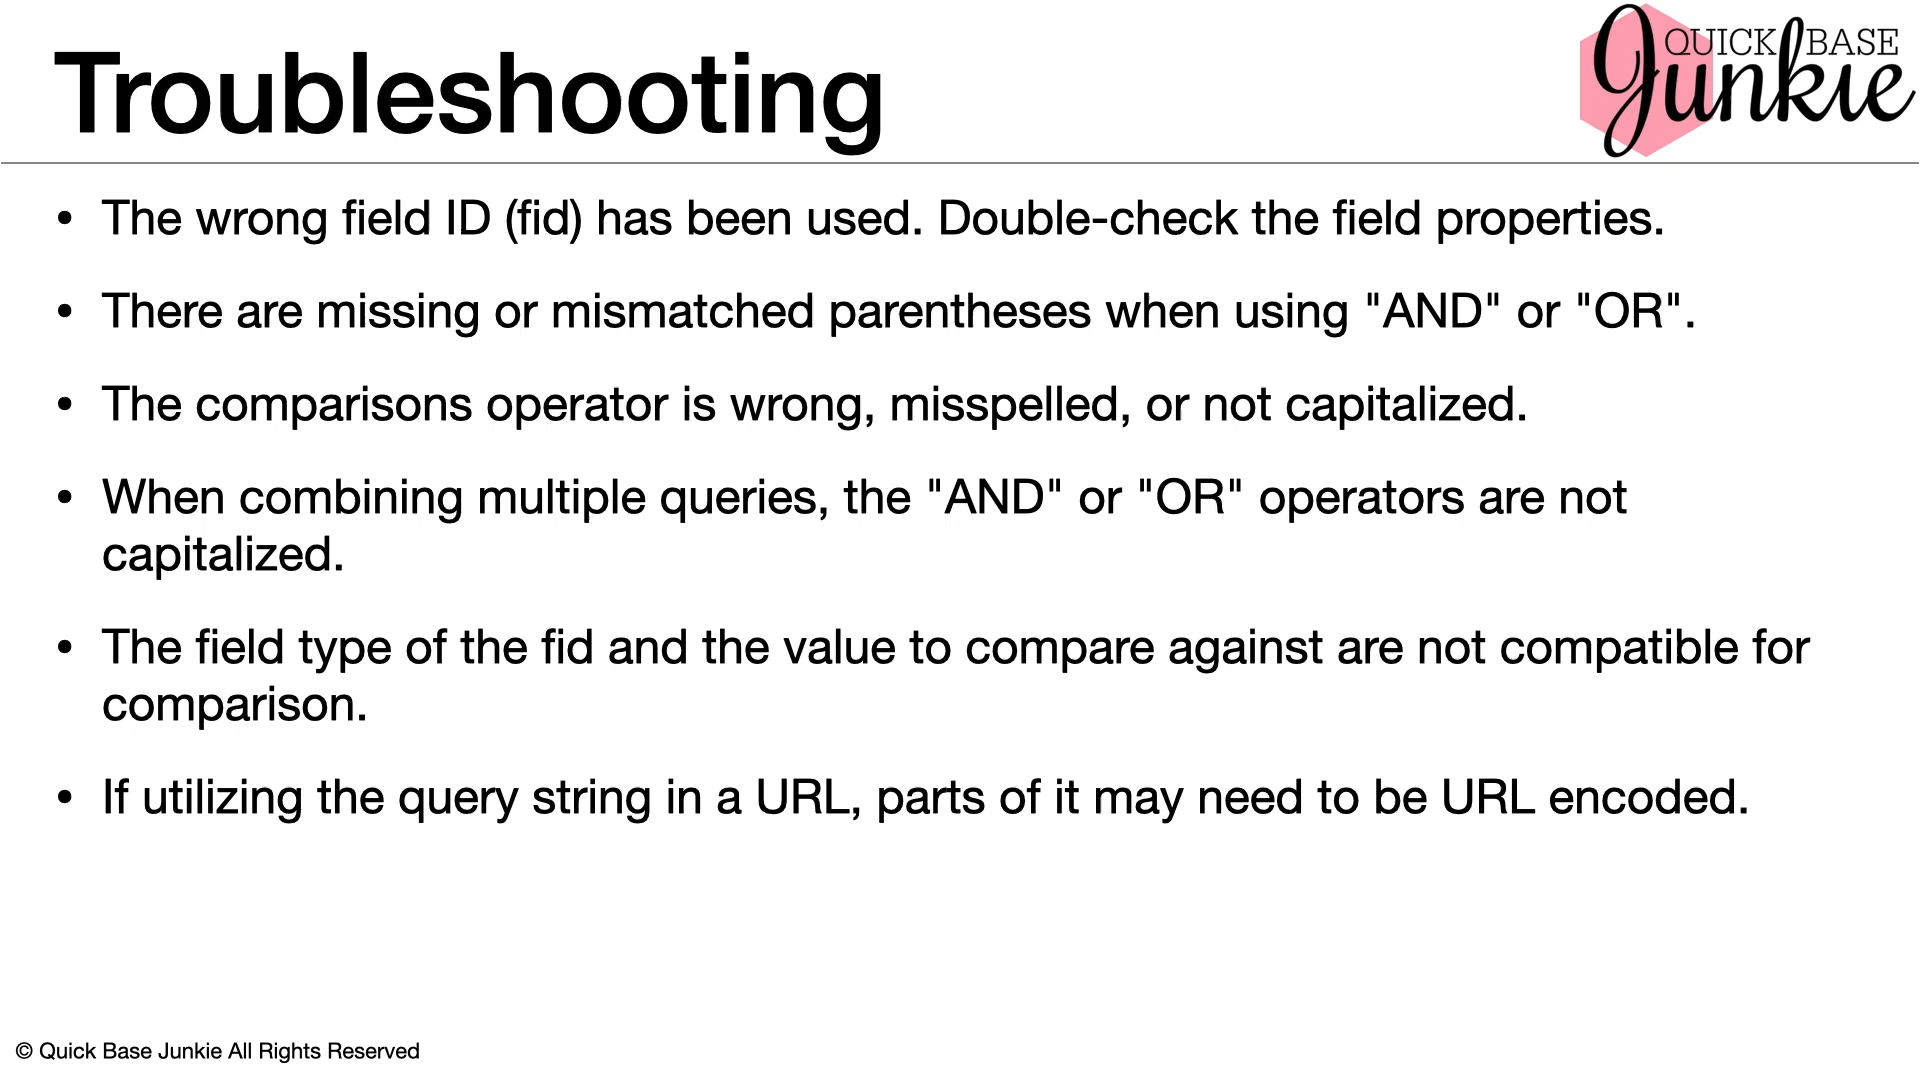 Troubleshooting
QUICK BASE
Junkie
• The wrong field ID (fid) has been used. Double-check the field properties.
• There are missing or mismatched parentheses when using "AND" or "OR".
• The comparisons operator is wrong, misspelled, or not capitalized.
• When combining multiple queries, the "AND" or "OR" operators are not
capitalized.
• The field type of the fid and the value to compare against are not compatible for
comparison.
• If utilizing the query string in a URL, parts of it may need to be URL encoded.
© Quick Base Junkie All Rights Reserved